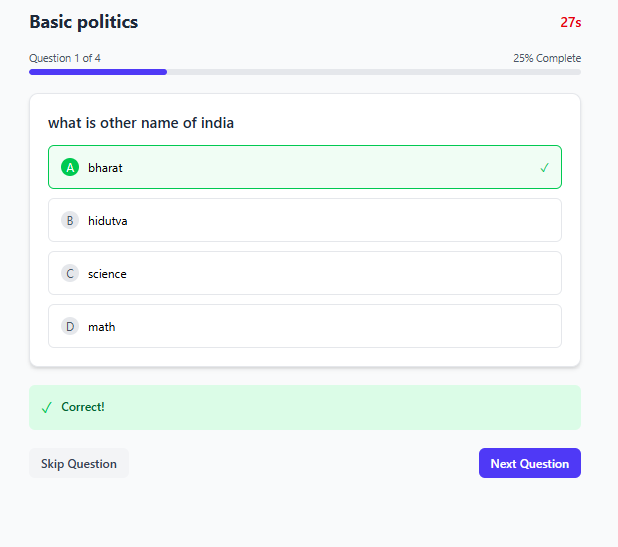 Basic politics
27s
Question 1 of 4
25% Complete
what is other name of india
A bharat ✓
B hidutva
C science
D math
✓ Correct!
Skip Question
Next Question